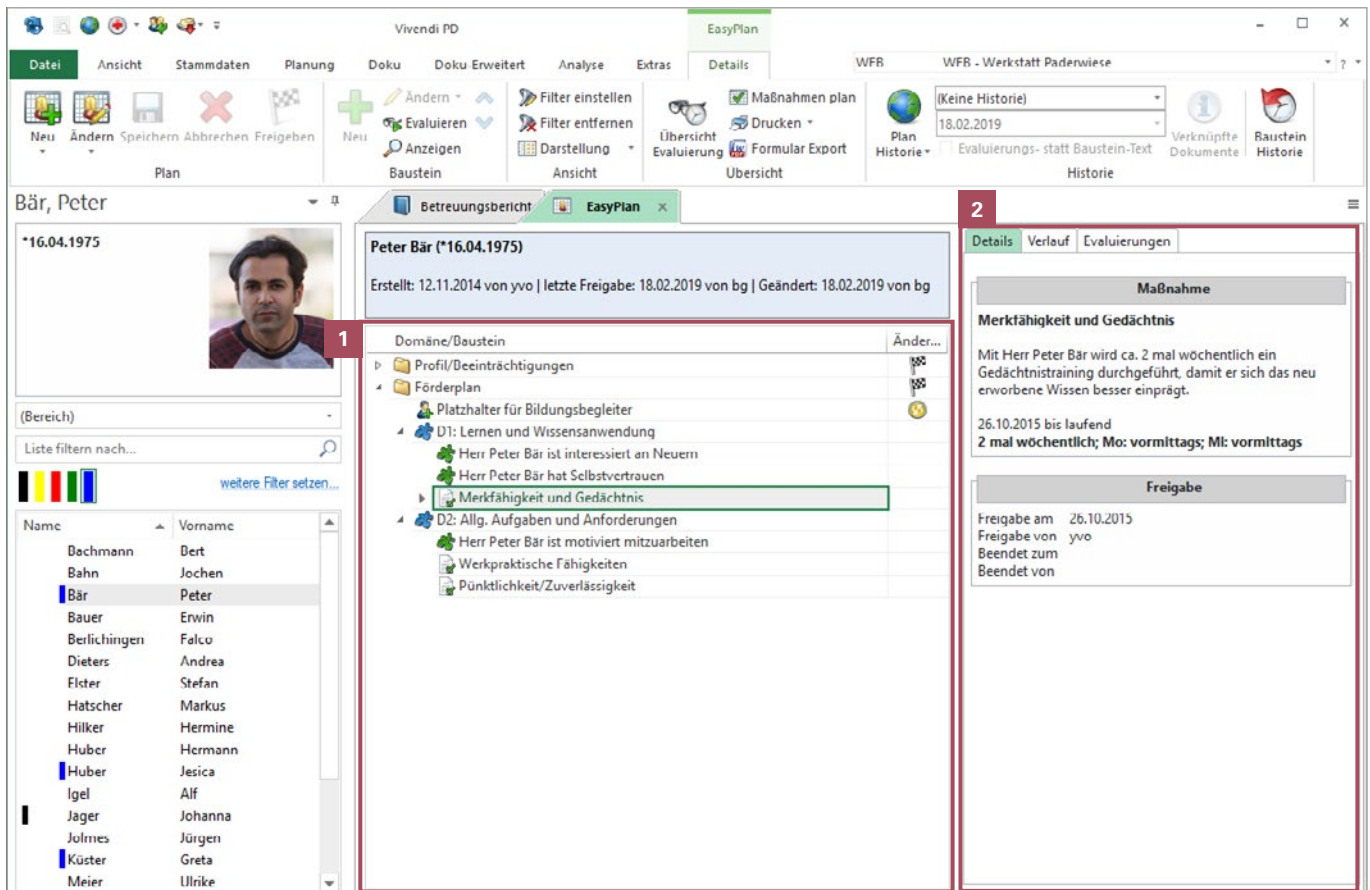 Vivendi PD
EasyPlan
Datei Ansicht Stammdaten Planung Doku Doku Erweitert Analyse Extras Details
WFB WFB - Werkstatt Paderwiese
?
Neu Ändern Speichern Abbrechen Freigeben
Plan
Neu
Ändern
Evaluieren
Anzeigen
Baustein
Filter einstellen
Filter entfernen
Darstellung
Ansicht
Übersicht
Evaluierung
Maßnahmen plan
Drucken
Formular Export
Übersicht
Plan
Historie
(Keine Historie)
18.02.2019
Evaluierungs- statt Baustein-Text
Verknüpfte
Dokumente
Baustein
Historie
Historie
Bär, Peter
*16.04.1975
(Bereich)
Liste filtern nach...
weitere Filter setzen...
Name Vorname
Bachmann Bert
Bahn Jochen
Bär Peter
Bauer Erwin
Berlichingen Falco
Dieters Andrea
Elster Stefan
Hatscher Markus
Hilker Hermine
Huber Hermann
Huber Jesica
Igel Alf
Jager Johanna
Jolmes Jürgen
Küster Greta
Meier Ulrike
Betreuungsbericht EasyPlan
Peter Bär (*16.04.1975)
Erstellt: 12.11.2014 von yvo | letzte Freigabe: 18.02.2019 von bg | Geändert: 18.02.2019 von bg
1
Domäne/Baustein Änder...
Profil/Beeinträchtigungen
Förderplan
Platzhalter für Bildungsbegleiter
D1: Lernen und Wissensanwendung
Herr Peter Bär ist interessiert an Neuem
Herr Peter Bär hat Selbstvertrauen
Merkfähigkeit und Gedächtnis
D2: Allg. Aufgaben und Anforderungen
Herr Peter Bär ist motiviert mitzuarbeiten
Werkpraktische Fähigkeiten
Pünktlichkeit/Zuverlässigkeit
2
Details Verlauf Evaluierungen
Maßnahme
Merkfähigkeit und Gedächtnis
Mit Herr Peter Bär wird ca. 2 mal wöchentlich ein
Gedächtnistraining durchgeführt, damit er sich das neu
erworbene Wissen besser einprägt.
26.10.2015 bis laufend
2 mal wöchentlich; Mo: vormittags; Mi: vormittags
Freigabe
Freigabe am 26.10.2015
Freigabe von yvo
Beendet zum
Beendet von